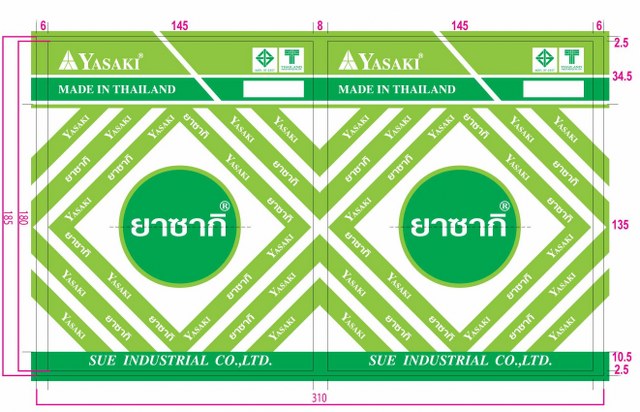 6 145 8 145 6
2.5
34.5
135
10.5
2.5
185
180
310
YASAKI®
MADE IN THAILAND
YASAKI
ยาซากิ
ยาซากิ®
SUE INDUSTRIAL CO.,LTD.
YASAKI®
MADE IN THAILAND
YASAKI
ยาซากิ
ยาซากิ®
SUE INDUSTRIAL CO.,LTD.